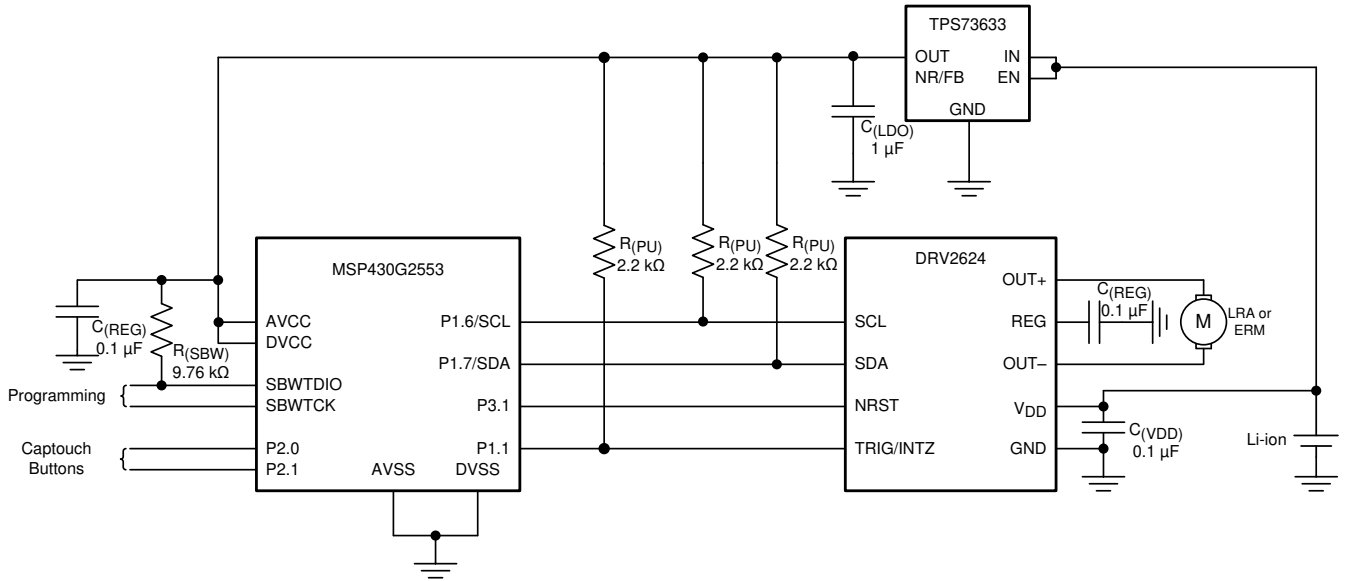 TPS73633
OUT
IN
NR/FB
EN
GND
C(LDO)
1 µF
R(PU)
2.2 kΩ
R(PU)
2.2 kΩ
R(PU)
2.2 kΩ
MSP430G2553
AVCC
DVCC
SBWTDIO
SBWTCK
P2.0
P2.1
AVSS
DVSS
P1.6/SCL
P1.7/SDA
P3.1
P1.1
C(REG)
0.1 µF
R(SBW)
9.76 kΩ
Programming
Captouch
Buttons
DRV2624
SCL
SDA
NRST
TRIG/INTZ
OUT+
REG
OUT–
VDD
GND
C(REG)
0.1 µF
M
LRA or
ERM
C(VDD)
0.1 µF
Li-ion